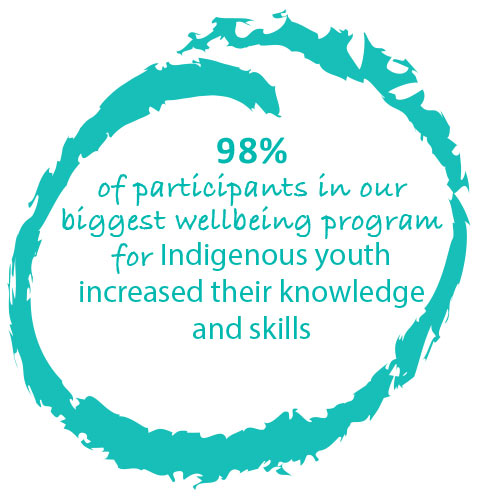 98%
of participants in our
biggest wellbeing program
for Indigenous youth
increased their knowledge
and skills